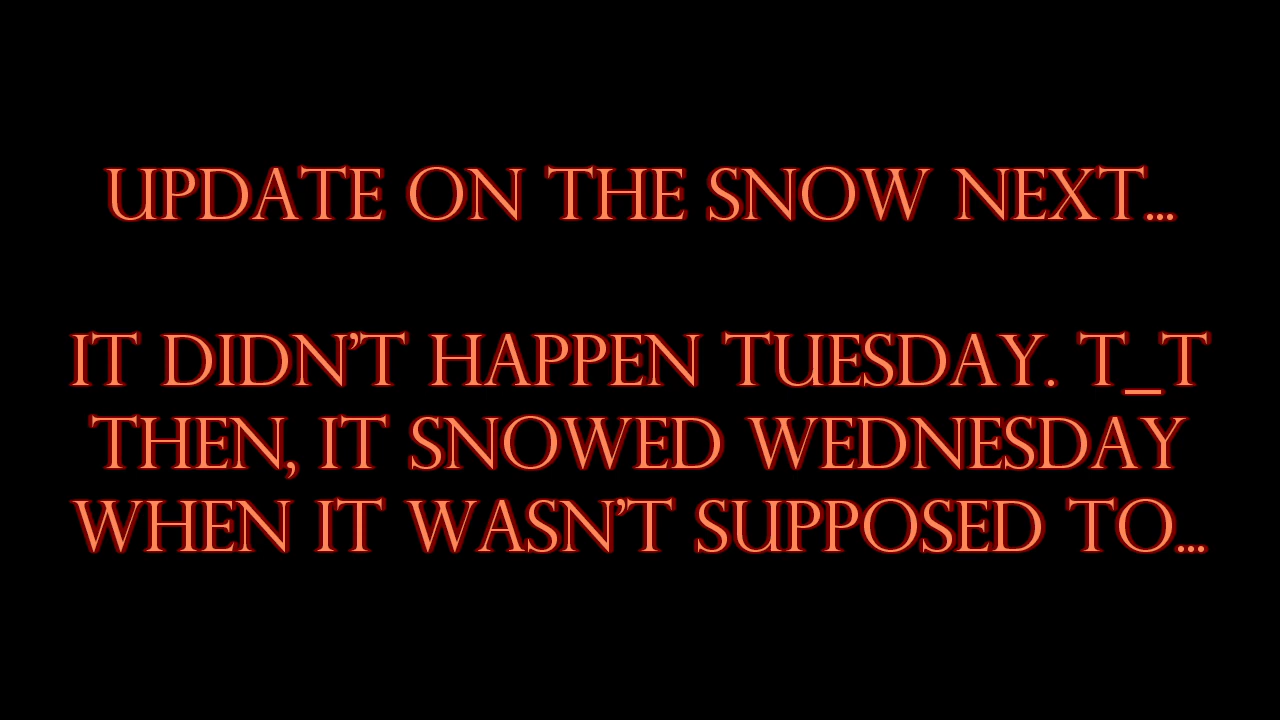 UPDATE ON THE SNOW NEXT...
IT DIDN'T HAPPEN TUESDAY. T_T
THEN, IT SNOWED WEDNESDAY
WHEN IT WASN'T SUPPOSED TO...